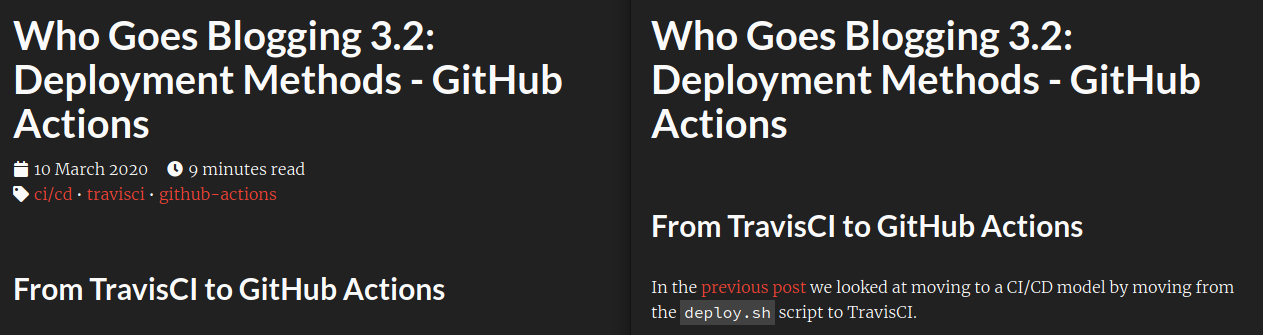 Who Goes Blogging 3.2:
Deployment Methods - GitHub
Actions
10 March 2020 9 minutes read
ci/cd • travisci • github-actions
From TravisCI to GitHub Actions
Who Goes Blogging 3.2:
Deployment Methods - GitHub
Actions
From TravisCI to GitHub Actions
In the previous post we looked at moving to a CI/CD model by moving from
the deploy.sh script to TravisCI.